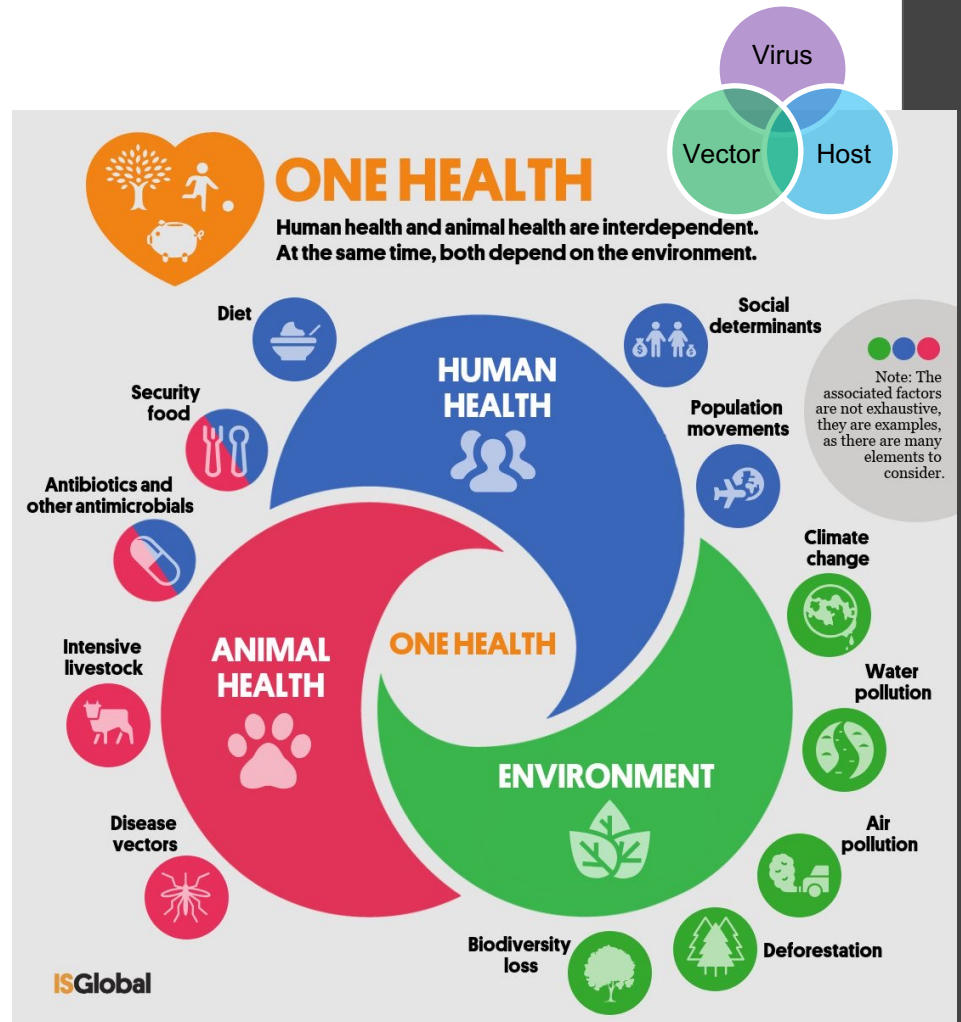 Virus
Vector
Host
ONE HEALTH
Human health and animal health are interdependent.
At the same time, both depend on the environment.
Diet
Social
determinants
HUMAN
HEALTH
Security
food
Population
movements
Note: The
associated factors
are not exhaustive,
they are examples,
as there are many
elements to
consider.
Antibiotics and
other antimicrobials
Climate
change
ONE HEALTH
ANIMAL
HEALTH
Intensive
livestock
Water
pollution
ENVIRONMENT
Disease
vectors
Air
pollution
Biodiversity
loss
Deforestation
ISGlobal